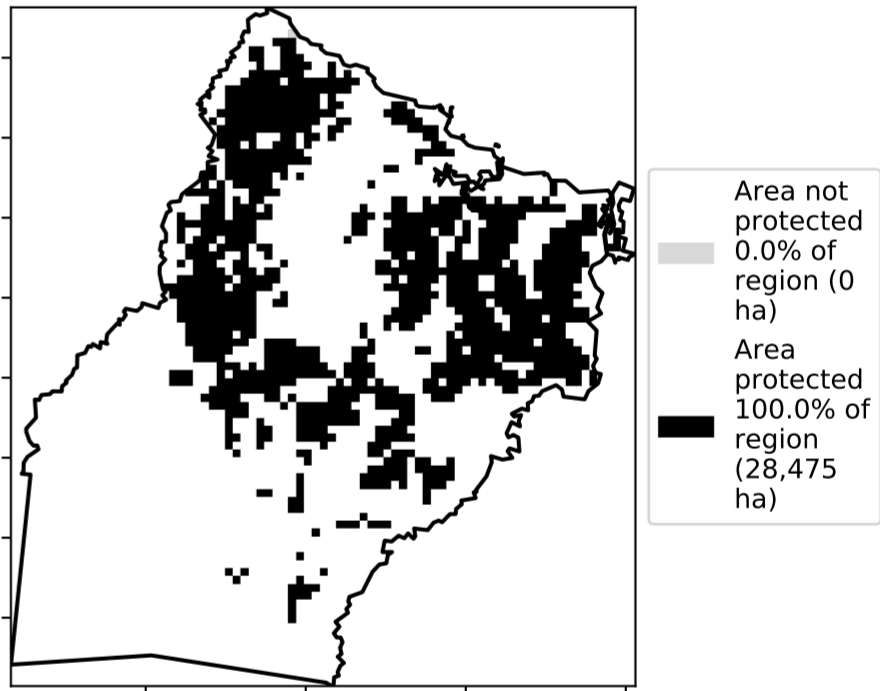 Area not
protected
0.0% of
region (0
ha)
Area
protected
100.0% of
region
(28,475
ha)